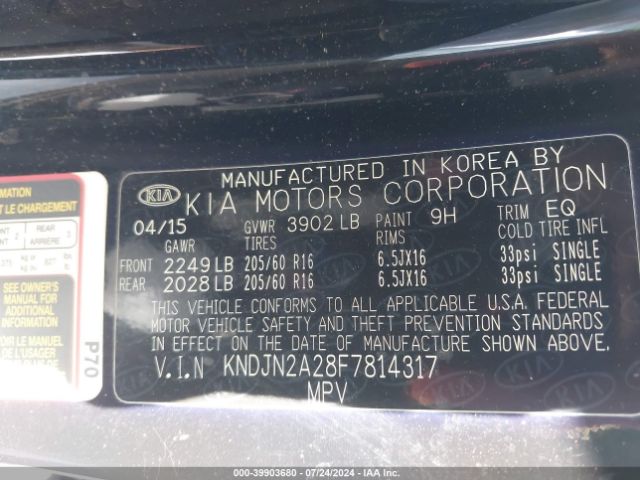 MANUFACTURED IN KOREA BY
KIA KIA MOTORS CORPORATION
04/15 GVWR 3902 LB PAINT 9H TRIM EQ
GAWR TIRES RIMS COLD TIRE INFL
FRONT 2249 LB 205/60 R16 6.5JX16 33psi SINGLE
REAR 2028 LB 205/60 R16 6.5JX16 33psi SINGLE
THIS VEHICLE CONFORMS TO ALL APPLICABLE U.S.A. FEDERAL
MOTOR VEHICLE SAFETY AND THEFT PREVENTION STANDARDS
IN EFFECT ON THE DATE OF MANUFACTURE SHOWN ABOVE.
V.I.N KNDJN2A28F7814317
MPV
LE CHARGEMENT
ARRIÈRE 3
SEE OWNER'S
MANUAL FOR
ADDITIONAL
INFORMATION
LE MANUEL
DE L'USAGER
P70
000-39903680 - 07/24/2024 - COPYRIGHT IAA, LLC.